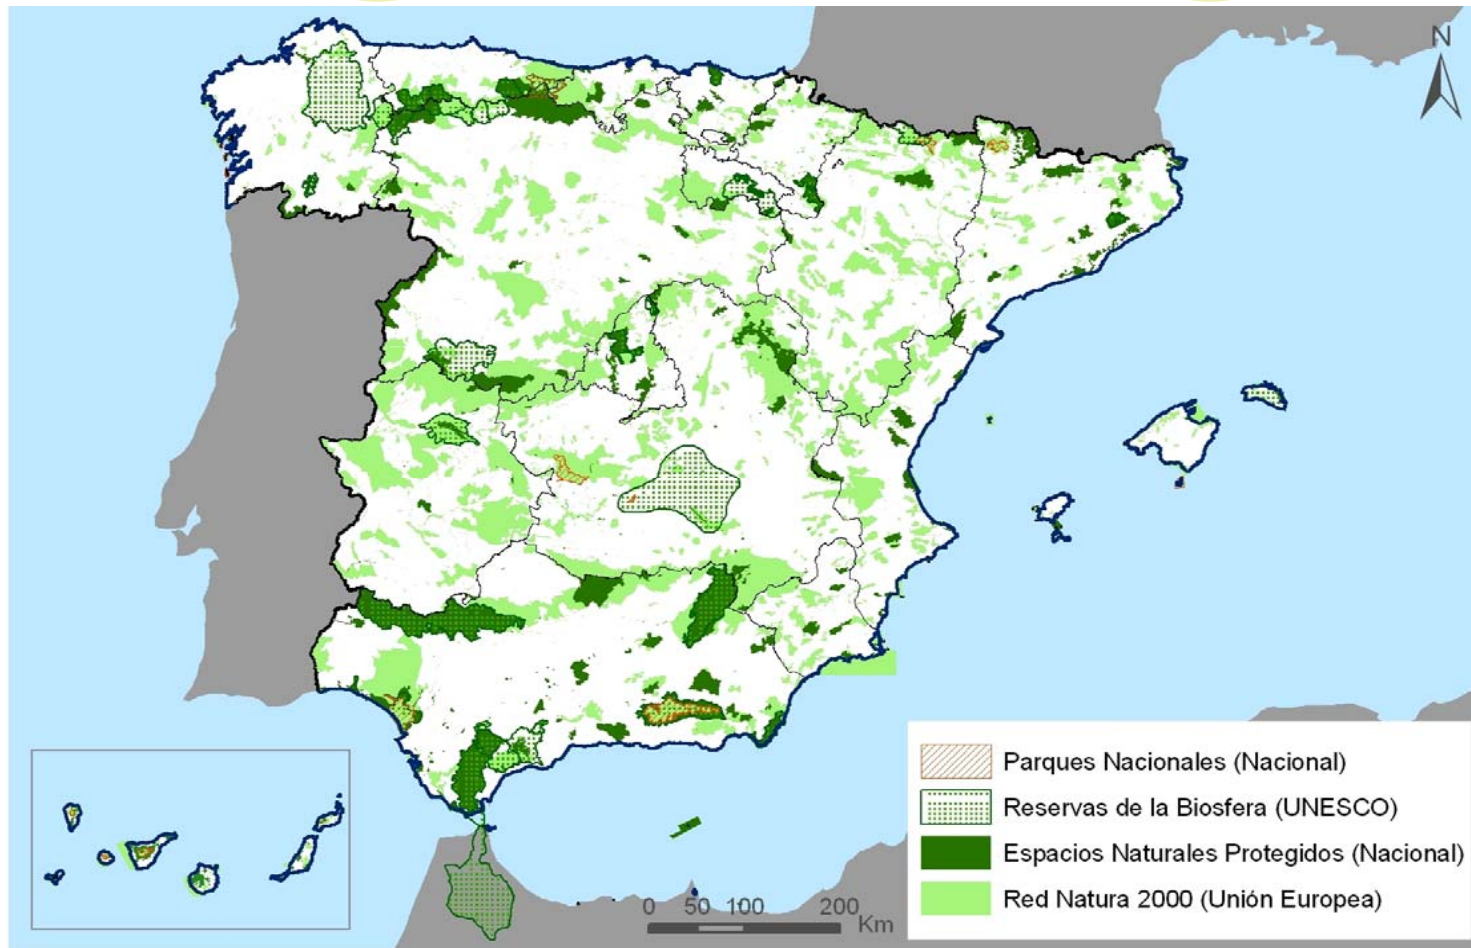 N
Parques Nacionales (Nacional)
Reservas de la Biosfera (UNESCO)
Espacios Naturales Protegidos (Nacional)
Red Natura 2000 (Unión Europea)
0 50 100 200
Km